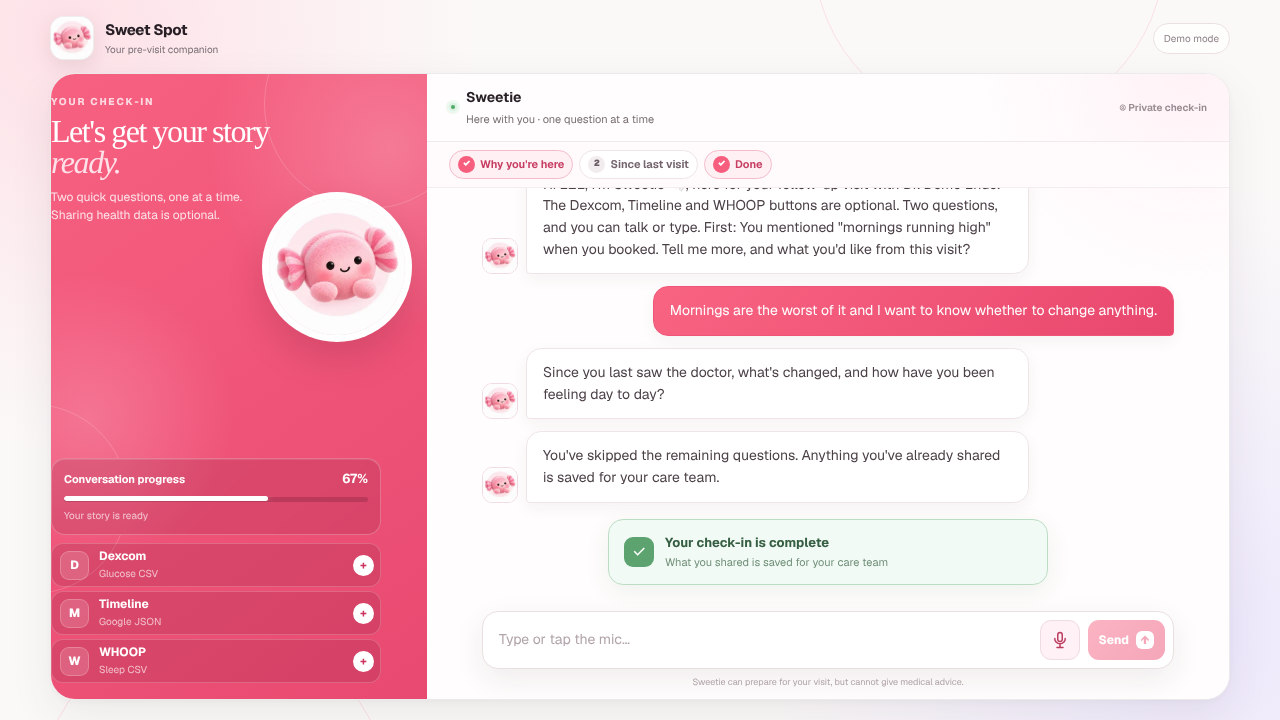 Sweet Spot
Your pre-visit companion
Demo mode
YOUR CHECK-IN
Let's get your story
ready.
Two quick questions, one at a time.
Sharing health data is optional.
Conversation progress
67%
Your story is ready
D
Dexcom
Glucose CSV
+
M
Timeline
Google JSON
+
W
WHOOP
Sleep CSV
+
Sweetie
Here with you · one question at a time
Private check-in
Why you're here
2 Since last visit
Done
The Dexcom, Timeline and WHOOP buttons are optional. Two questions,
and you can talk or type. First: You mentioned "mornings running high"
when you booked. Tell me more, and what you'd like from this visit?
Mornings are the worst of it and I want to know whether to change anything.
Since you last saw the doctor, what's changed, and how have you been
feeling day to day?
You've skipped the remaining questions. Anything you've already shared
is saved for your care team.
Your check-in is complete
What you shared is saved for your care team
Type or tap the mic...
Send
Sweetie can prepare for your visit, but cannot give medical advice.